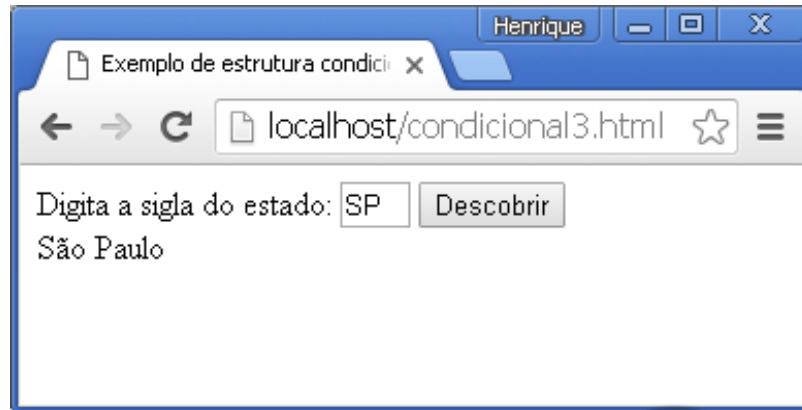 Henrique
Exemplo de estrutura condici
localhost/condicional3.html
Digita a sigla do estado: SP Descobrir
São Paulo